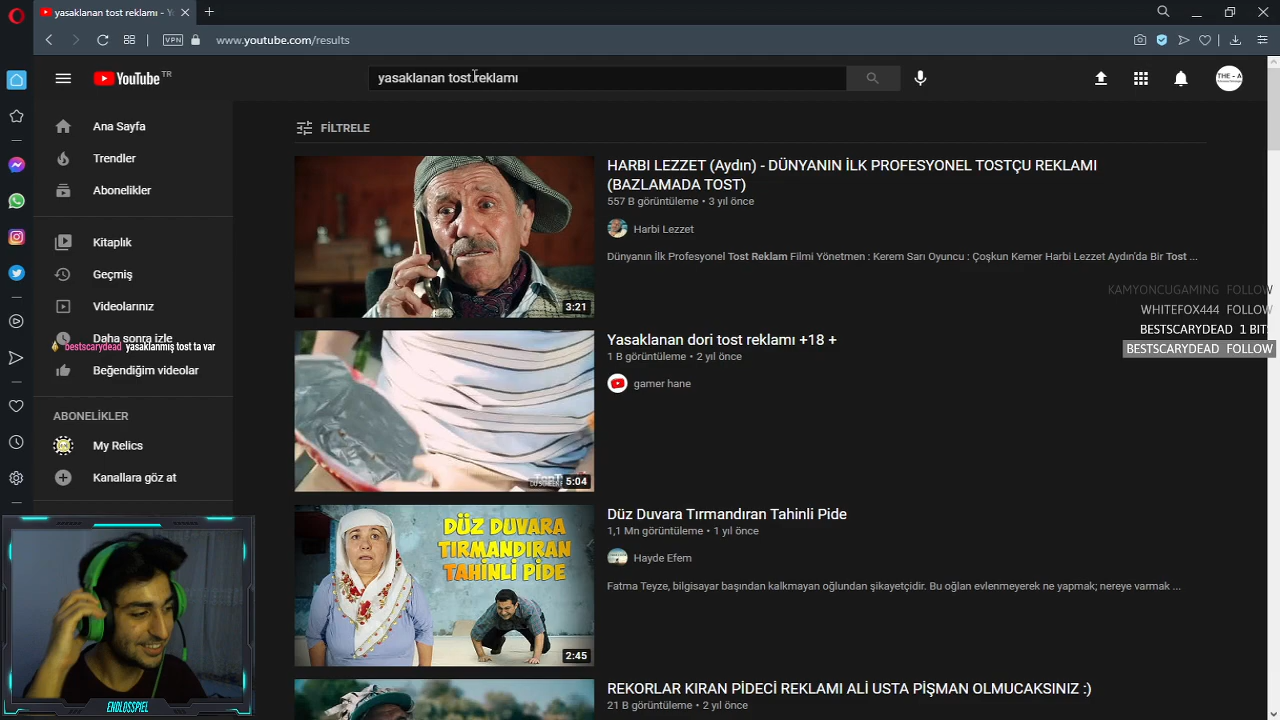 yasaklanan tost reklamı - Y
www.youtube.com/results
VPN
YouTube TR
yasaklanan tost reklamı
THE - A
Ana Sayfa
Trendler
Abonelikler
Kitaplık
Geçmiş
Videolarınız
Daha sonra izle
bestscarydead yasaklanmış tost ta var
Beğendiğim videolar
ABONELİKLER
My Relics
Kanallara göz at
FİLTRELE
3:21
HARBI LEZZET (Aydın) - DÜNYANIN İLK PROFESYONEL TOSTÇU REKLAMI
(BAZLAMADA TOST)
557 B görüntüleme • 3 yıl önce
Harbi Lezzet
Dünyanın İlk Profesyonel Tost Reklam Filmi Yönetmen : Kerem Sarı Oyuncu : Çoşkun Kemer Harbi Lezzet Aydın'da Bir Tost ...
KAMYONCUGAMING FOLLOW
WHITEFOX444 FOLLOW
BESTSCARYDEAD 1 BIT
BESTSCARYDEAD FOLLOW
5:04
Yasaklanan dori tost reklamı +18 +
1 B görüntüleme • 2 yıl önce
gamer hane
DÜZ DUVARA
TIRMANDIRAN
TAHİNLİ PİDE
2:45
Düz Duvara Tırmandıran Tahinli Pide
1,1 Mn görüntüleme • 1 yıl önce
Hayde Efem
Fatma Teyze, bilgisayar başından kalkmayan oğlundan şikayetçidir. Bu oğlan evlenmeyerek ne yapmak; nereye varmak ...
REKORLAR KIRAN PİDECİ REKLAMI ALİ USTA PİŞMAN OLMUCAKSINIZ :)
21 B görüntüleme • 2 yıl önce
ENDLOSSPIEL